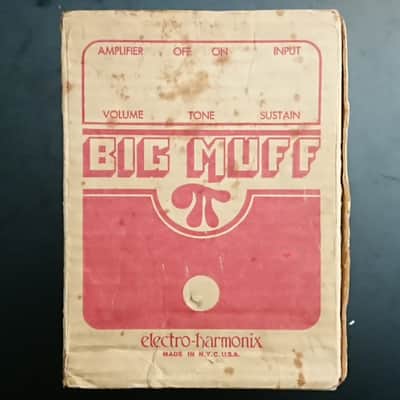 AMPLIFIER OFF ON INPUT
VOLUME TONE SUSTAIN
BIG MUFF
π
electro-harmonix
MADE IN N.Y.C. U.S.A.